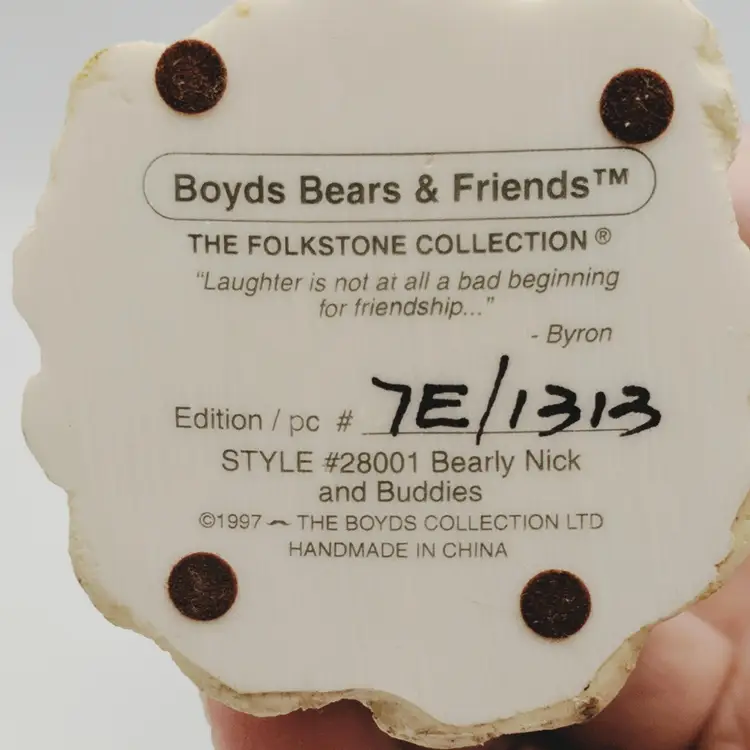 Boyds Bears & Friends™
THE FOLKSTONE COLLECTION ®
"Laughter is not at all a bad beginning
for friendship..."
- Byron
Edition / pc # 7E/1313
STYLE #28001 Bearly Nick
and Buddies
©1997 THE BOYDS COLLECTION LTD
HANDMADE IN CHINA